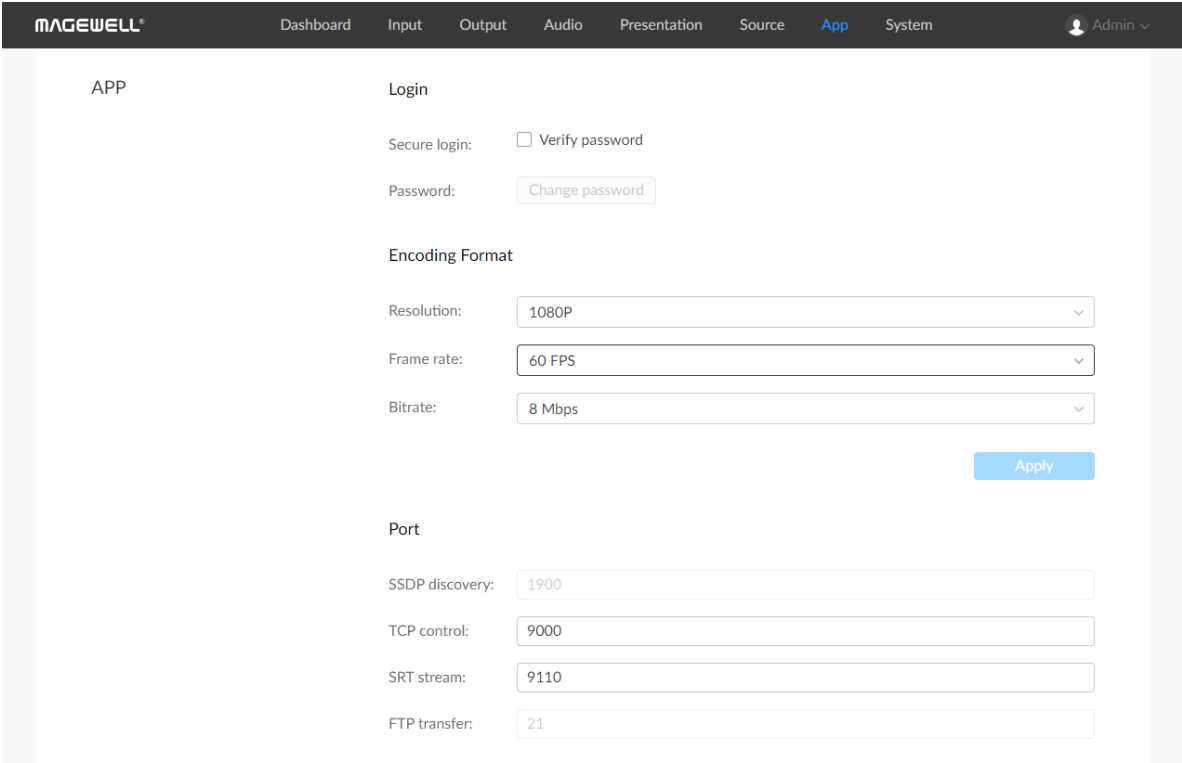 MAGEWELL® Dashboard Input Output Audio Presentation Source App System Admin
APP
Login
Secure login: Verify password
Password: Change password
Encoding Format
Resolution: 1080P
Frame rate: 60 FPS
Bitrate: 8 Mbps
Apply
Port
SSDP discovery: 1900
TCP control: 9000
SRT stream: 9110
FTP transfer: 21